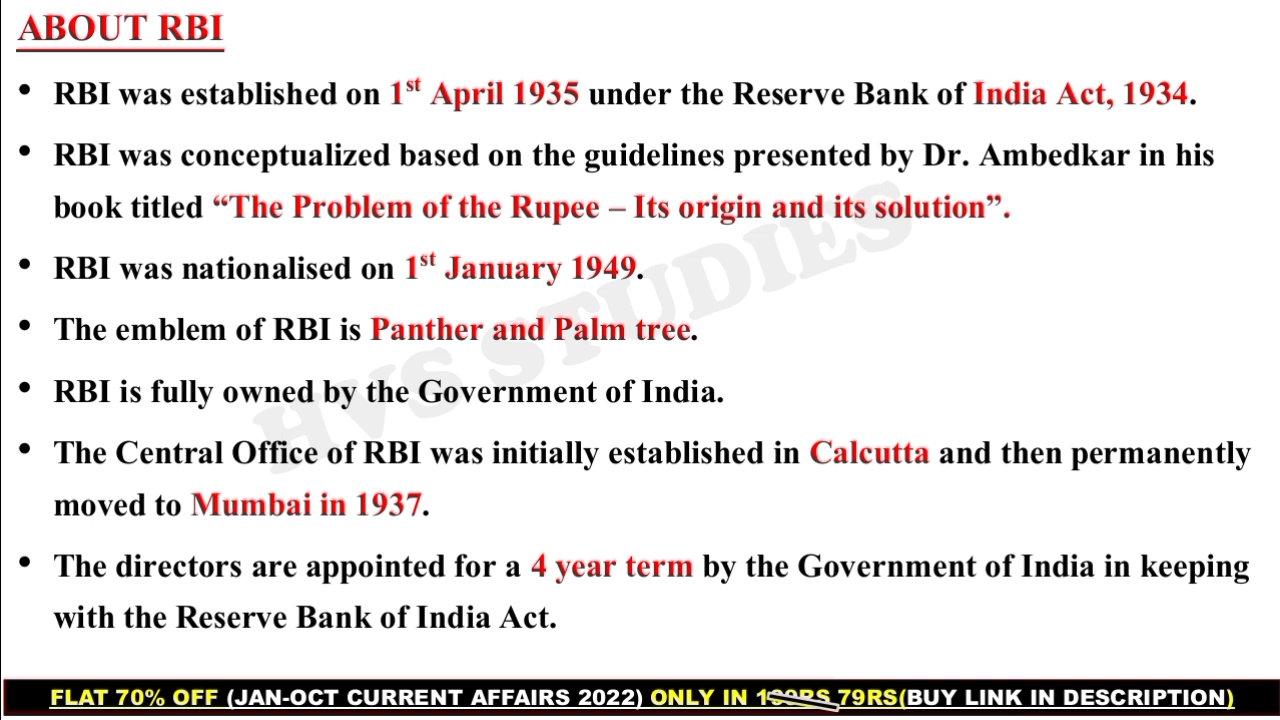 ABOUT RBI
• RBI was established on 1st April 1935 under the Reserve Bank of India Act, 1934.
• RBI was conceptualized based on the guidelines presented by Dr. Ambedkar in his
book titled “The Problem of the Rupee – Its origin and its solution”.
• RBI was nationalised on 1st January 1949.
• The emblem of RBI is Panther and Palm tree.
• RBI is fully owned by the Government of India.
• The Central Office of RBI was initially established in Calcutta and then permanently
moved to Mumbai in 1937.
• The directors are appointed for a 4 year term by the Government of India in keeping
with the Reserve Bank of India Act.
HVS STUDIES
FLAT 70% OFF (JAN-OCT CURRENT AFFAIRS 2022) ONLY IN 79RS(BUY LINK IN DESCRIPTION)